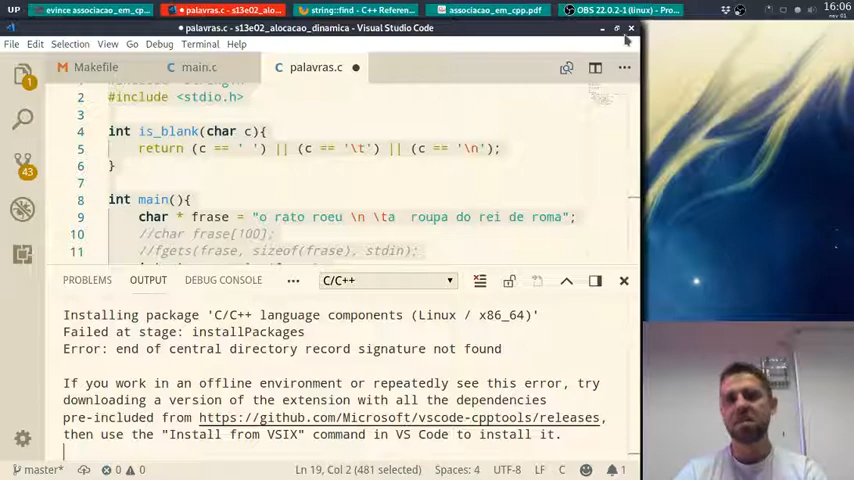 UP
evince associação_em_cp...
palavras.c - s13e02_alo...
string::find - C++ Referen...
associação_em_cpp.pdf
OBS 22.0.2-1 (linux) - Pro...
16:06
nov 01
● palavras.c - s13e02_alocacao_dinamica - Visual Studio Code
File Edit Selection View Go Debug Terminal Help
Makefile main.c palavras.c
2 #include <stdio.h>
3
4 int is_blank(char c){
5 return (c == ' ') || (c == '\t') || (c == '\n');
6 }
7
8 int main(){
9 char * frase = "o rato roeu \n \ta  roupa do rei de roma";
10 //char frase[100];
11 //fgets(frase, sizeof(frase), stdin);
PROBLEMS OUTPUT DEBUG CONSOLE ... C/C++
Installing package 'C/C++ language components (Linux / x86_64)'
Failed at stage: installPackages
Error: end of central directory record signature not found
If you work in an offline environment or repeatedly see this error, try
downloading a version of the extension with all the dependencies
pre-included from https://github.com/Microsoft/vscode-cpptools/releases,
then use the "Install from VSIX" command in VS Code to install it.
1
43
master* 0 0 Ln 19, Col 2 (481 selected) Spaces: 4 UTF-8 LF C 1